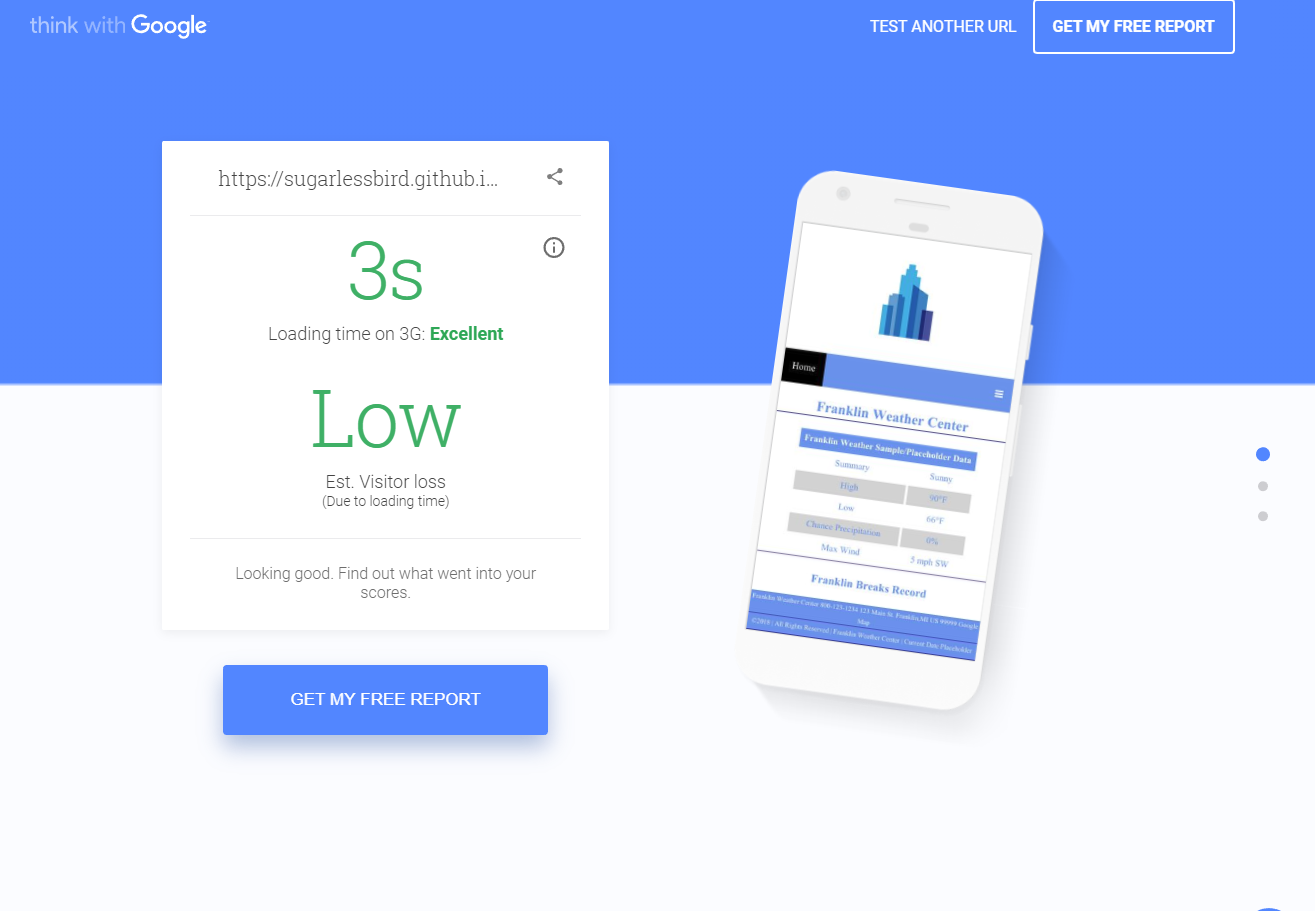 think with Google
TEST ANOTHER URL
GET MY FREE REPORT
https://sugarlessbird.github.i...
3s
Loading time on 3G: Excellent
Low
Est. Visitor loss
(Due to loading time)
Looking good. Find out what went into your
scores.
GET MY FREE REPORT
Home
Franklin Weather Center
Franklin Weather Sample/Placeholder Data
Summary Sunny
High 90°F
Low 66°F
Chance Precipitation 0%
Max Wind 5 mph SW
Franklin Breaks Record
Franklin Weather Center 800-123-1234 123 Main St. Franklin,MI US 99999 Google
Map
©2018 | All Rights Reserved | Franklin Weather Center | Current Date Placeholder